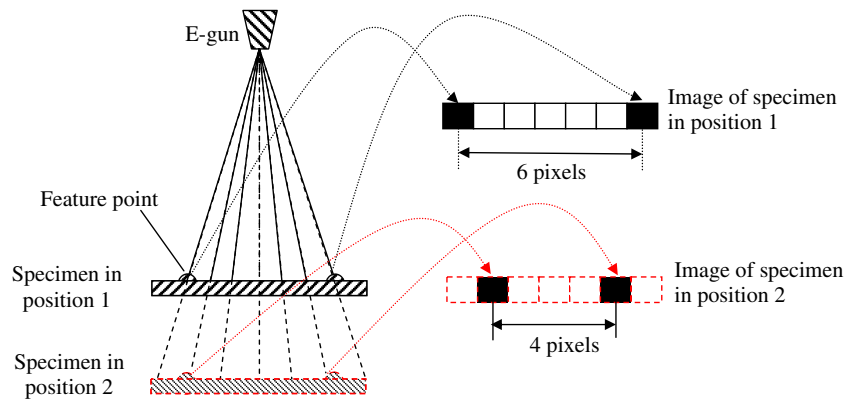 E-gun
Feature point
Specimen in
position 1
Specimen in
position 2
Image of specimen
in position 1
6 pixels
Image of specimen
in position 2
4 pixels